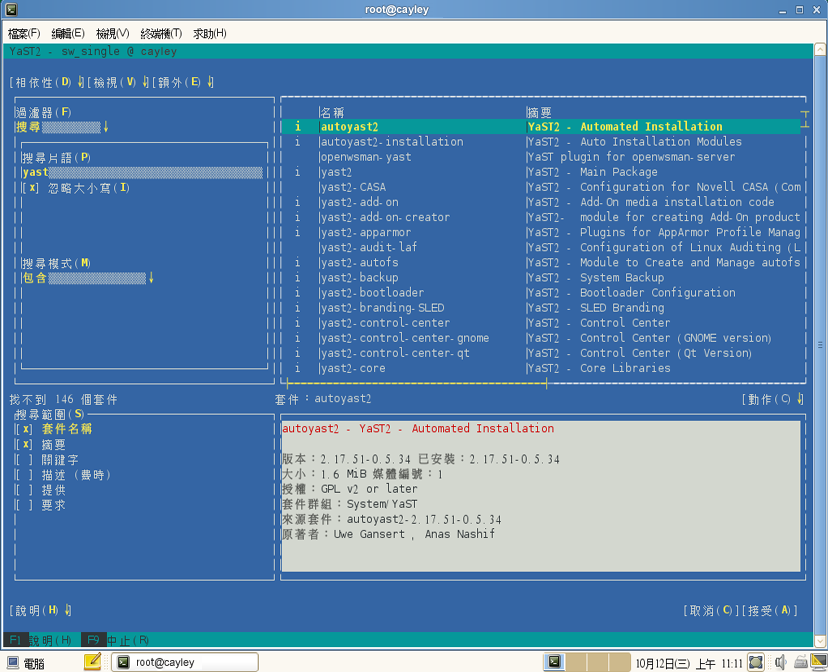 root@cayley
檔案(F) 編輯(E) 檢視(V) 終端機(T) 求助(H)
YaST2 - sw_single @ cayley
[相依性(D)↓][檢視(V)↓][額外(E)↓]
過濾器(F)
搜尋
搜尋片語(P)
yast
[x] 忽略大小寫(I)
搜尋模式(M)
包含
名稱 摘要
i autoyast2 YaST2 - Automated Installation
i autoyast2-installation YaST2 - Auto Installation Modules
openwsman-yast YaST plugin for openwsman-server
i yast2 YaST2 - Main Package
yast2-CASA YaST2 - Configuration for Novell CASA (Com
i yast2-add-on YaST2 - Add-On media installation code
i yast2-add-on-creator YaST2- module for creating Add-On product
i yast2-apparmor YaST2 - Plugins for AppArmor Profile Manag
yast2-audit-laf YaST2 - Configuration of Linux Auditing (L
i yast2-autofs YaST2 - Module to Create and Manage autofs
i yast2-backup YaST2 - System Backup
i yast2-bootloader YaST2 - Bootloader Configuration
i yast2-branding-SLED YaST2 - SLED Branding
i yast2-control-center YaST2 - Control Center
i yast2-control-center-gnome YaST2 - Control Center (GNOME version)
i yast2-control-center-qt YaST2 - Control Center (Qt Version)
i yast2-core YaST2 - Core Libraries
找不到 146 個套件
套件：autoyast2 [動作(C)↓]
搜尋範圍(S)
[x] 套件名稱
[x] 摘要
[ ] 關鍵字
[ ] 描述 (費時)
[ ] 提供
[ ] 要求
autoyast2 - YaST2 - Automated Installation
版本：2.17.51-0.5.34 已安裝：2.17.51-0.5.34
大小：1.6 MiB 媒體編號：1
授權：GPL v2 or later
套件群組：System/YaST
來源套件：autoyast2-2.17.51-0.5.34
原著者：Uwe Gansert , Anas Nashif
[說明(H)↓] [取消(C)][接受(A)]
F1 說明(H) F9 中止(R)
電腦 root@cayley 10月12日(三) 上午 11:11